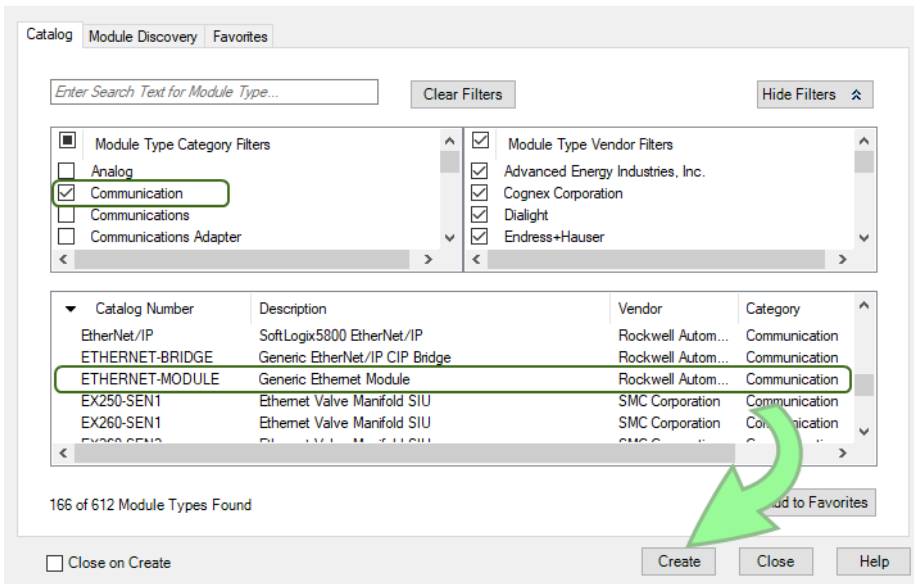 Catalog Module Discovery Favorites
Enter Search Text for Module Type... Clear Filters Hide Filters
Module Type Category Filters Module Type Vendor Filters
Analog Advanced Energy Industries, Inc.
Communication Cognex Corporation
Communications Dialight
Communications Adapter Endress+Hauser
Catalog Number Description Vendor Category
EtherNet/IP SoftLogix5800 EtherNet/IP Rockwell Autom... Communication
ETHERNET-BRIDGE Generic EtherNet/IP CIP Bridge Rockwell Autom... Communication
ETHERNET-MODULE Generic Ethernet Module Rockwell Autom... Communication
EX250-SEN1 Ethernet Valve Manifold SIU SMC Corporation Communication
EX260-SEN1 Ethernet Valve Manifold SIU SMC Corporation
166 of 612 Module Types Found to Favorites
Close on Create Create Close Help